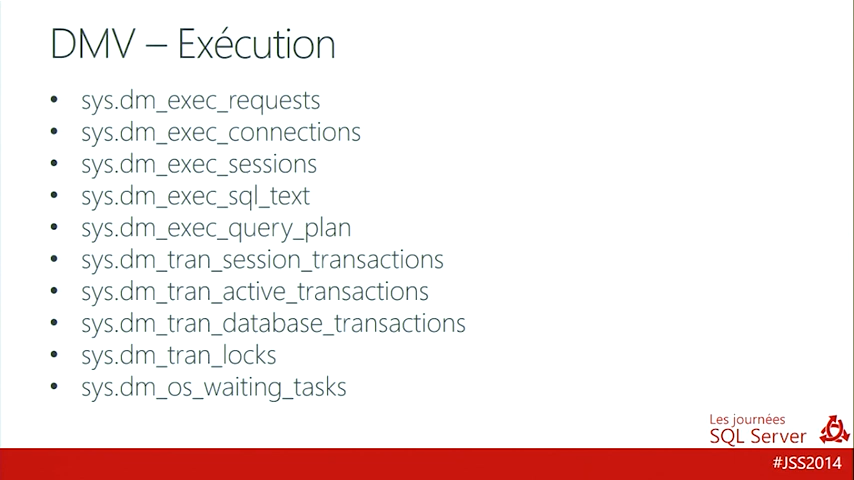 DMV – Exécution
• sys.dm_exec_requests
• sys.dm_exec_connections
• sys.dm_exec_sessions
• sys.dm_exec_sql_text
• sys.dm_exec_query_plan
• sys.dm_tran_session_transactions
• sys.dm_tran_active_transactions
• sys.dm_tran_database_transactions
• sys.dm_tran_locks
• sys.dm_os_waiting_tasks
Les journées
SQL Server
#JSS2014